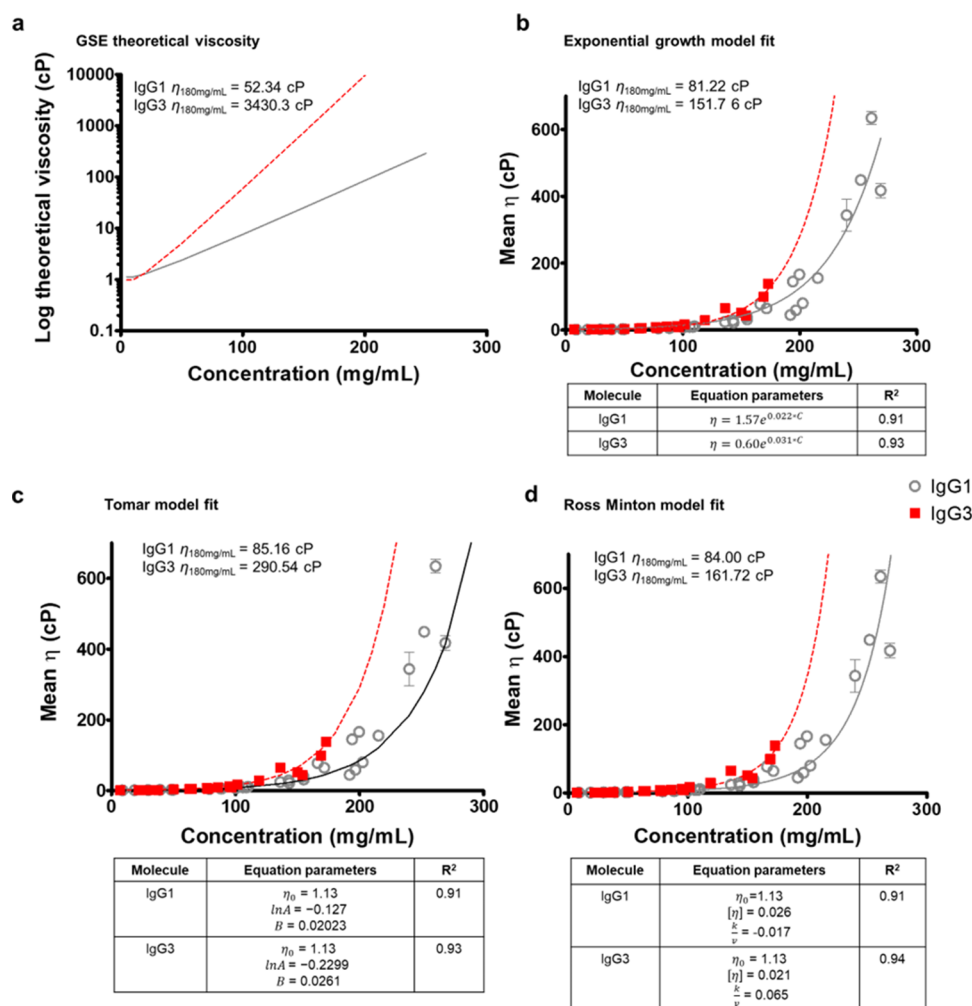 a
GSE theoretical viscosity
IgG1 η180mg/mL = 52.34 cP
IgG3 η180mg/mL = 3430.3 cP
Log theoretical viscosity (cP)
10000
1000
100
10
1
0.1
0
100
200
300
Concentration (mg/mL)
b
Exponential growth model fit
IgG1 η180mg/mL = 81.22 cP
IgG3 η180mg/mL = 151.7 6 cP
Mean η (cP)
600
400
200
0
0
100
200
300
Concentration (mg/mL)
Molecule Equation parameters R²
IgG1 η = 1.57e^0.022*C 0.91
IgG3 η = 0.60e^0.031*C 0.93
IgG1
IgG3
c
Tomar model fit
IgG1 η180mg/mL = 85.16 cP
IgG3 η180mg/mL = 290.54 cP
Mean η (cP)
600
400
200
0
0
100
200
300
Concentration (mg/mL)
Molecule Equation parameters R²
IgG1 η0 = 1.13 0.91
lnA = −0.127
B = 0.02023
IgG3 η0 = 1.13 0.93
lnA = −0.2299
B = 0.0261
d
Ross Minton model fit
IgG1 η180mg/mL = 84.00 cP
IgG3 η180mg/mL = 161.72 cP
Mean η (cP)
600
400
200
0
0
100
200
300
Concentration (mg/mL)
Molecule Equation parameters R²
IgG1 η0=1.13 0.91
[η] = 0.026
k/v = -0.017
IgG3 η0 = 1.13 0.94
[η] = 0.021
k/v = 0.065